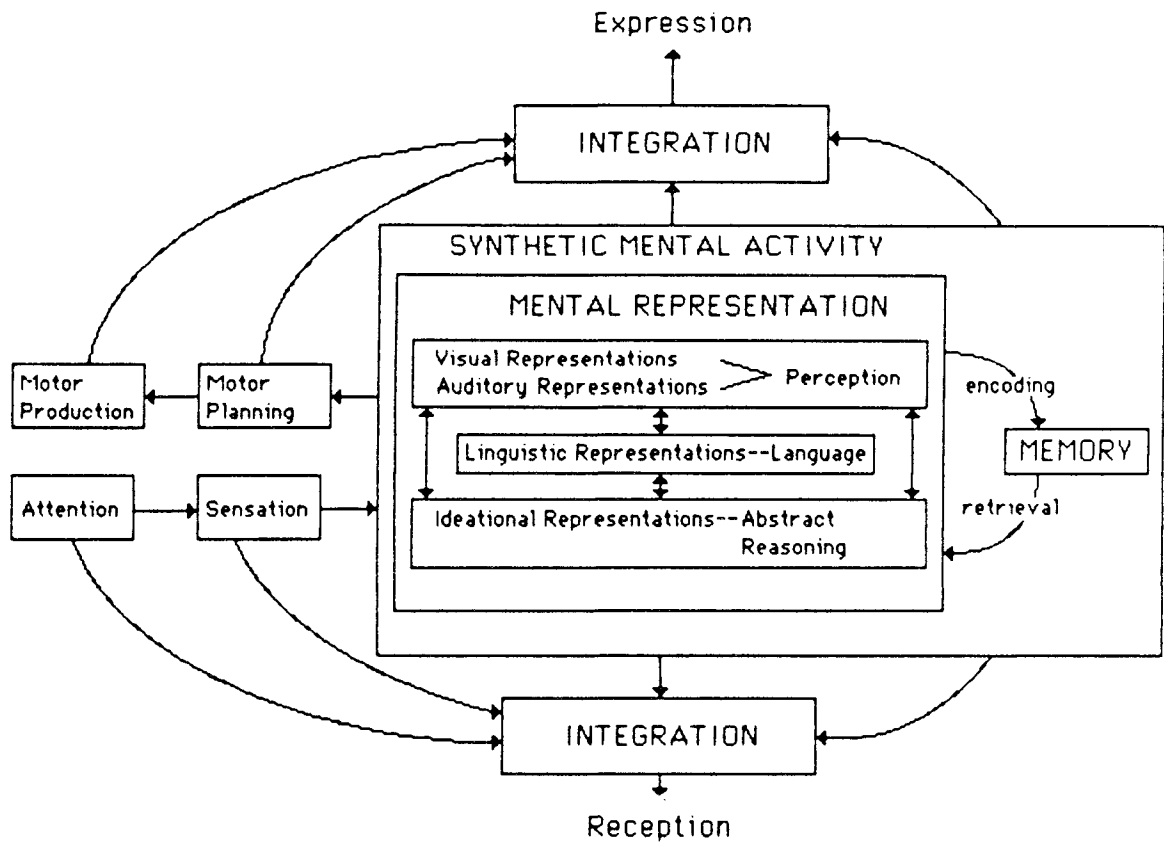 Expression
INTEGRATION
SYNTHETIC MENTAL ACTIVITY
MENTAL REPRESENTATION
Visual Representations
Auditory Representations
Perception
encoding
Motor
Production
Motor
Planning
Linguistic Representations--Language
MEMORY
Attention
Sensation
Ideational Representations--Abstract
Reasoning
retrieval
INTEGRATION
Reception